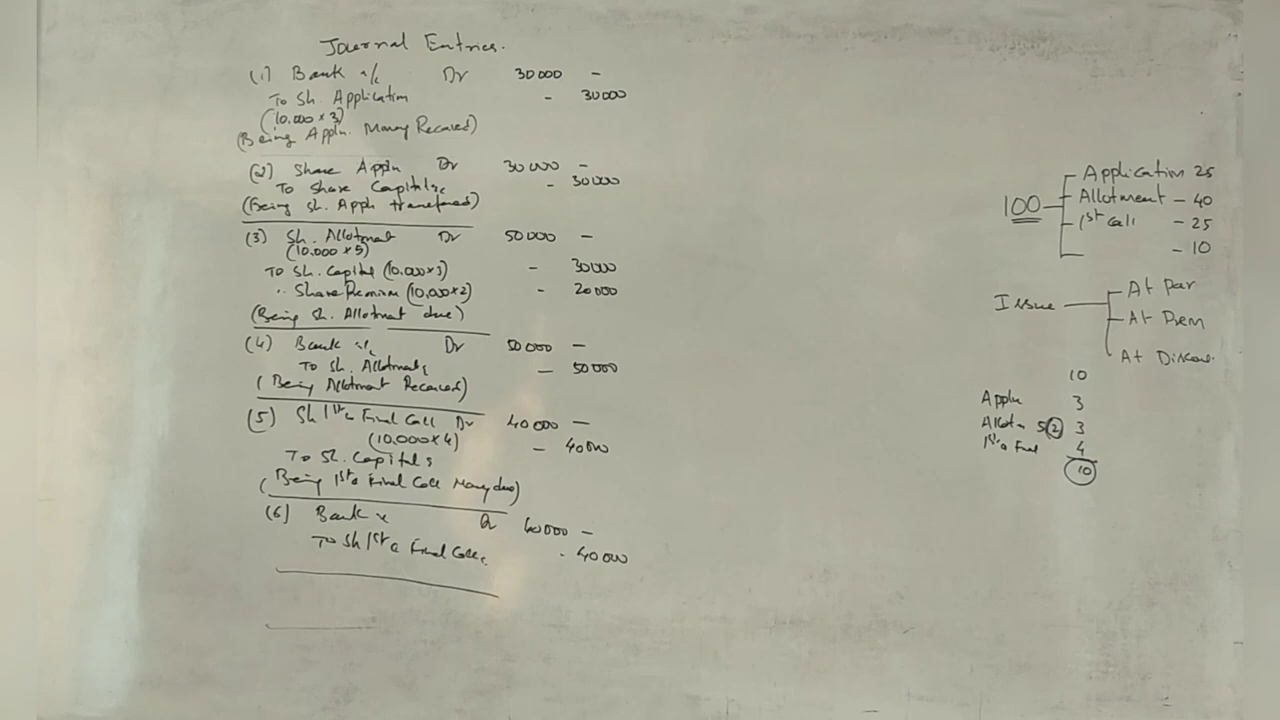 Journal Entries.
(1) Bank a/c Dr 30000 –
To Sh. Application – 30000
(10.000 × 3)
(Being Appln. Money Received)
(2) Share Appln Dr 30000 –
To Share Capital a/c – 30000
(Being Sh. Appln transferred)
(3) Sh. Allotment Dr 50000 –
(10.000 × 5)
To Sh. Capital (10.000×3) – 30000
" Share Premium (10,000×2) – 20000
(Being Sh. Allotment due)
(4) Bank a/c Dr 50000 –
To Sh. Allotment – 50000
(Being Allotment Received)
(5) Sh 1st & Final Call Dr 40000 –
(10.000×4) – 40000
To Sh. Capital
(Being 1st & Final Call Money due)
(6) Bank Dr 40000 –
To Sh 1st & Final Call - 40000
100
Application 25
Allotment – 40
1st Call – 25
– 10
Issue
At Par
At Prem
At Discou.
10
Appln 3
Allotm 5(2) 3
1st & Final 4
10